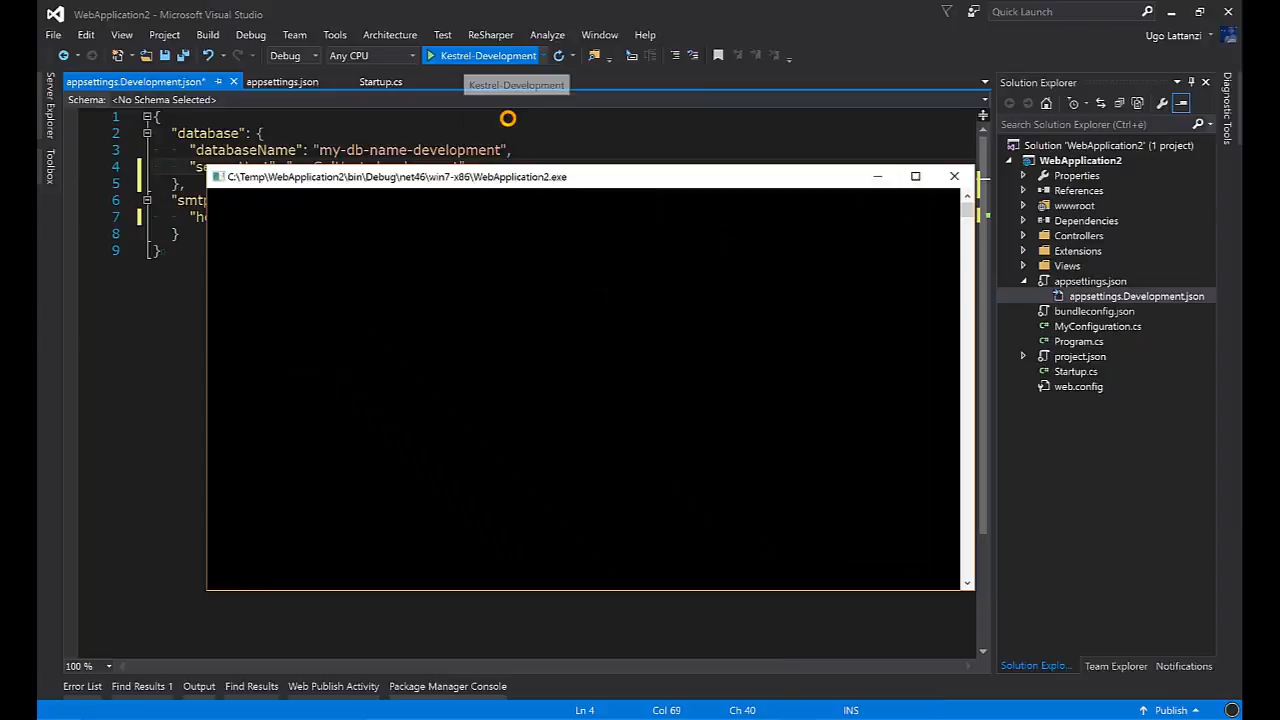 WebApplication2 - Microsoft Visual Studio
Quick Launch
File Edit View Project Build Debug Team Tools Architecture Test ReSharper Analyze Window Help
Ugo Lattanzi
Debug Any CPU Kestrel-Development
Kestrel-Development
appsettings.Development.json* appsettings.json Startup.cs
Schema: <No Schema Selected>
Server Explorer
Toolbox
1 {
2 "database": {
3 "databaseName": "my-db-name-development",
4
5 },
6
7
8 }
9 }
C:\Temp\WebApplication2\bin\Debug\net46\win7-x86\WebApplication2.exe
Solution Explorer
Search Solution Explorer (Ctrl+è)
Solution 'WebApplication2' (1 project)
WebApplication2
Properties
References
wwwroot
Dependencies
Controllers
Extensions
Views
appsettings.json
appsettings.Development.json
bundleconfig.json
MyConfiguration.cs
Program.cs
project.json
Startup.cs
web.config
Diagnostic Tools
100 %
Solution Explo... Team Explorer Notifications
Error List Find Results 1 Output Find Results Web Publish Activity Package Manager Console
Ln 4 Col 69 Ch 40 INS Publish